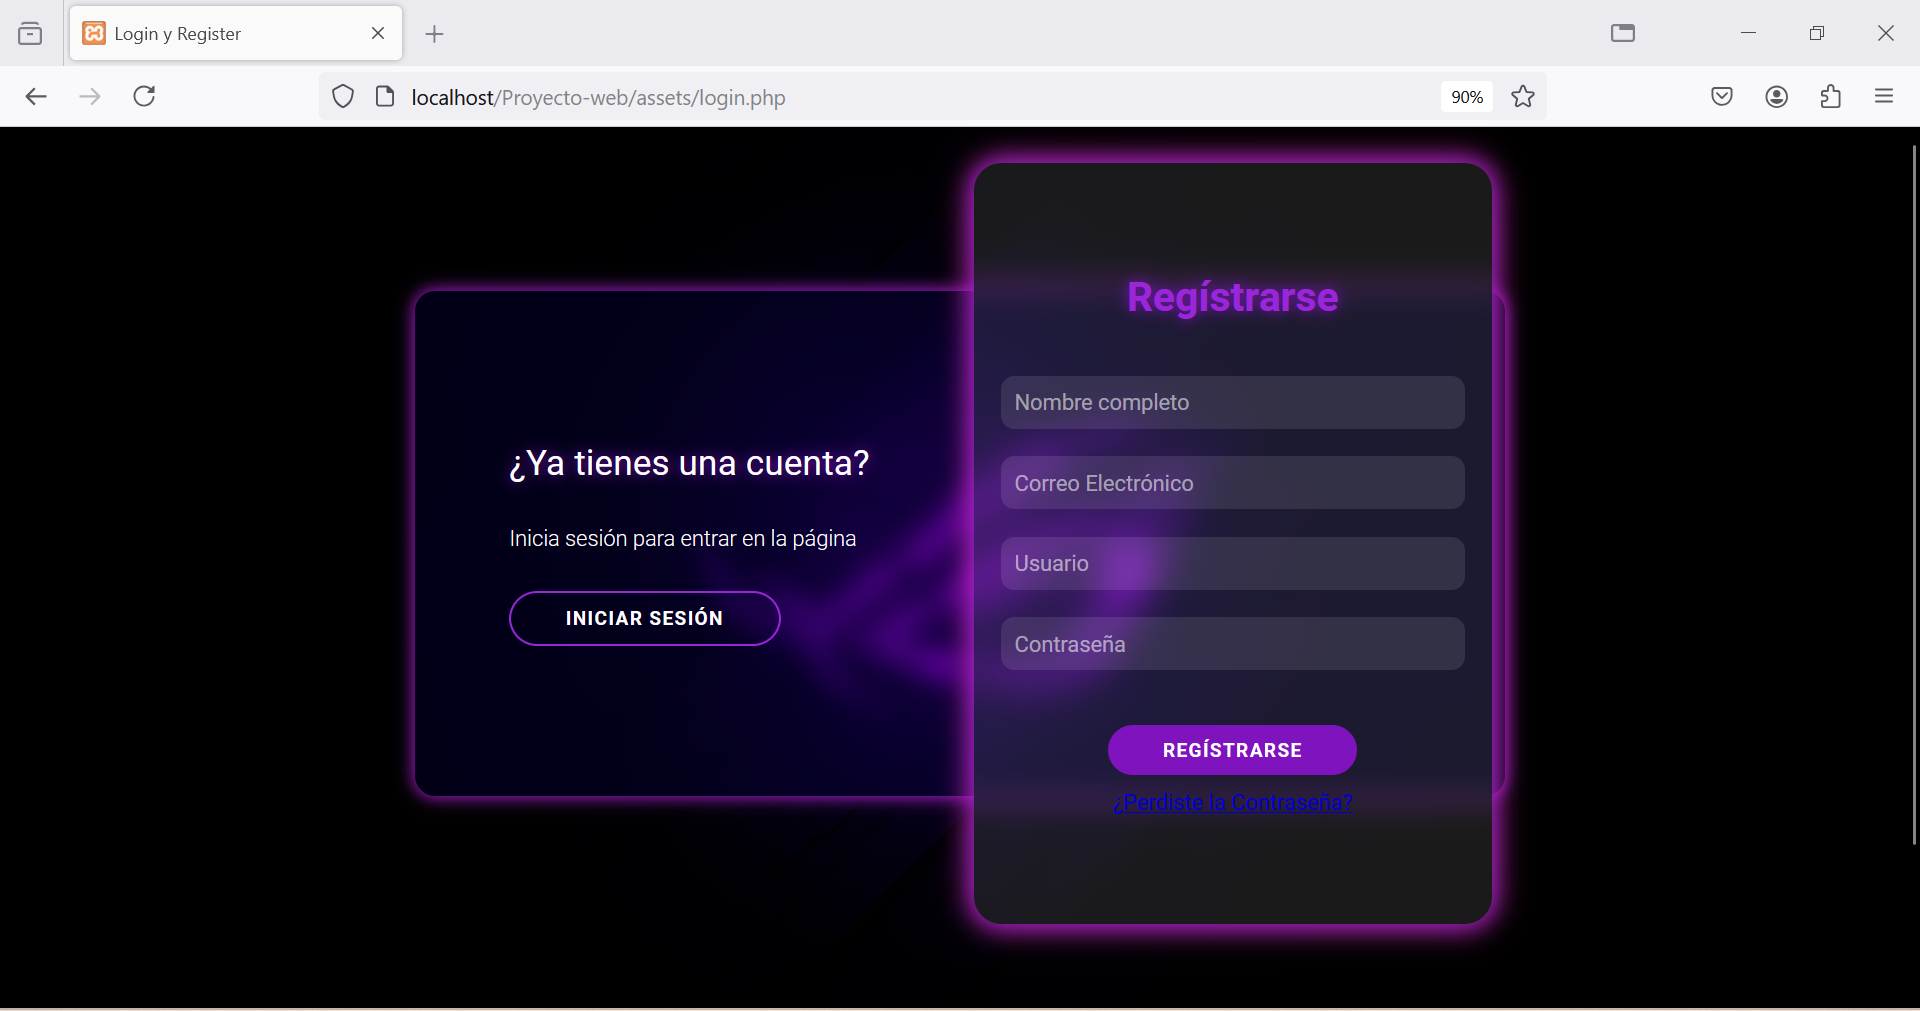 Login y Register
localhost/Proyecto-web/assets/login.php
90%
¿Ya tienes una cuenta?
Inicia sesión para entrar en la página
INICIAR SESIÓN
Regístrarse
Nombre completo
Correo Electrónico
Usuario
Contraseña
REGÍSTRARSE
¿Perdiste la Contraseña?